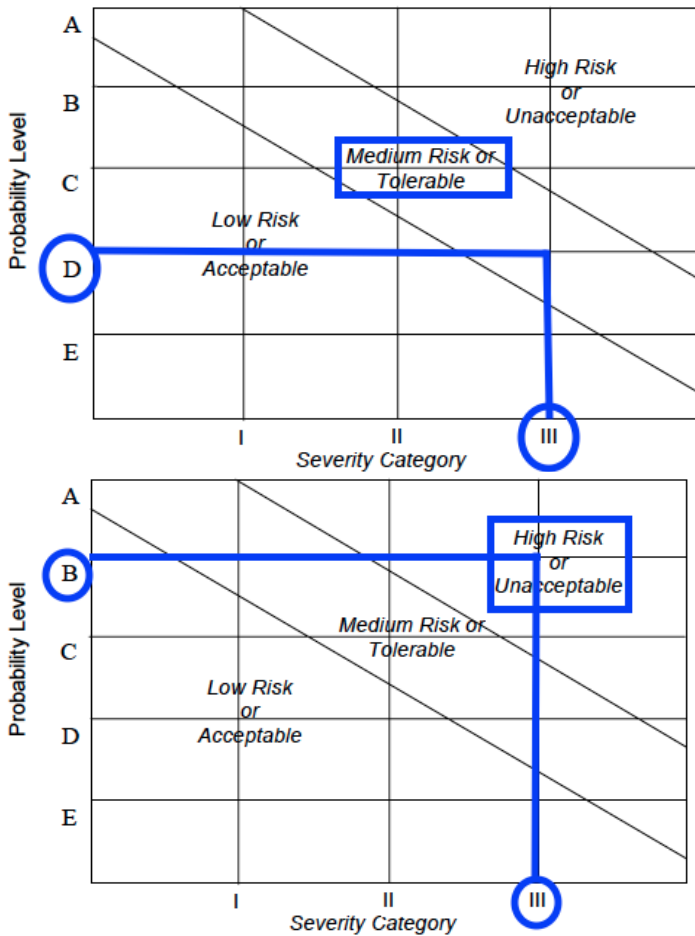 A
B
C
D
E
Probability Level
High Risk
or
Unacceptable
Medium Risk or
Tolerable
Low Risk
or
Acceptable
I
II
III
Severity Category
A
B
C
D
E
Probability Level
High Risk
or
Unacceptable
Medium Risk or
Tolerable
Low Risk
or
Acceptable
I
II
III
Severity Category